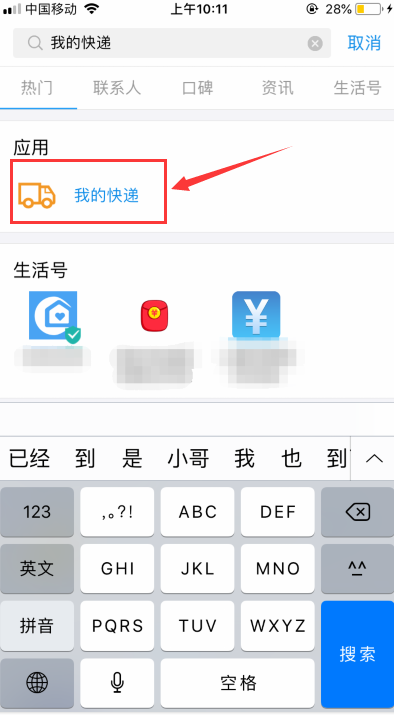 中国移动 上午10:11 28%
我的快递 取消
热门 联系人 口碑 资讯 生活号
应用
我的快递
生活号
已经 到 是 小哥 我 也 到
123 ,。?! ABC DEF
英文 GHI JKL MNO ^^
拼音 PQRS TUV WXYZ 搜索
空格